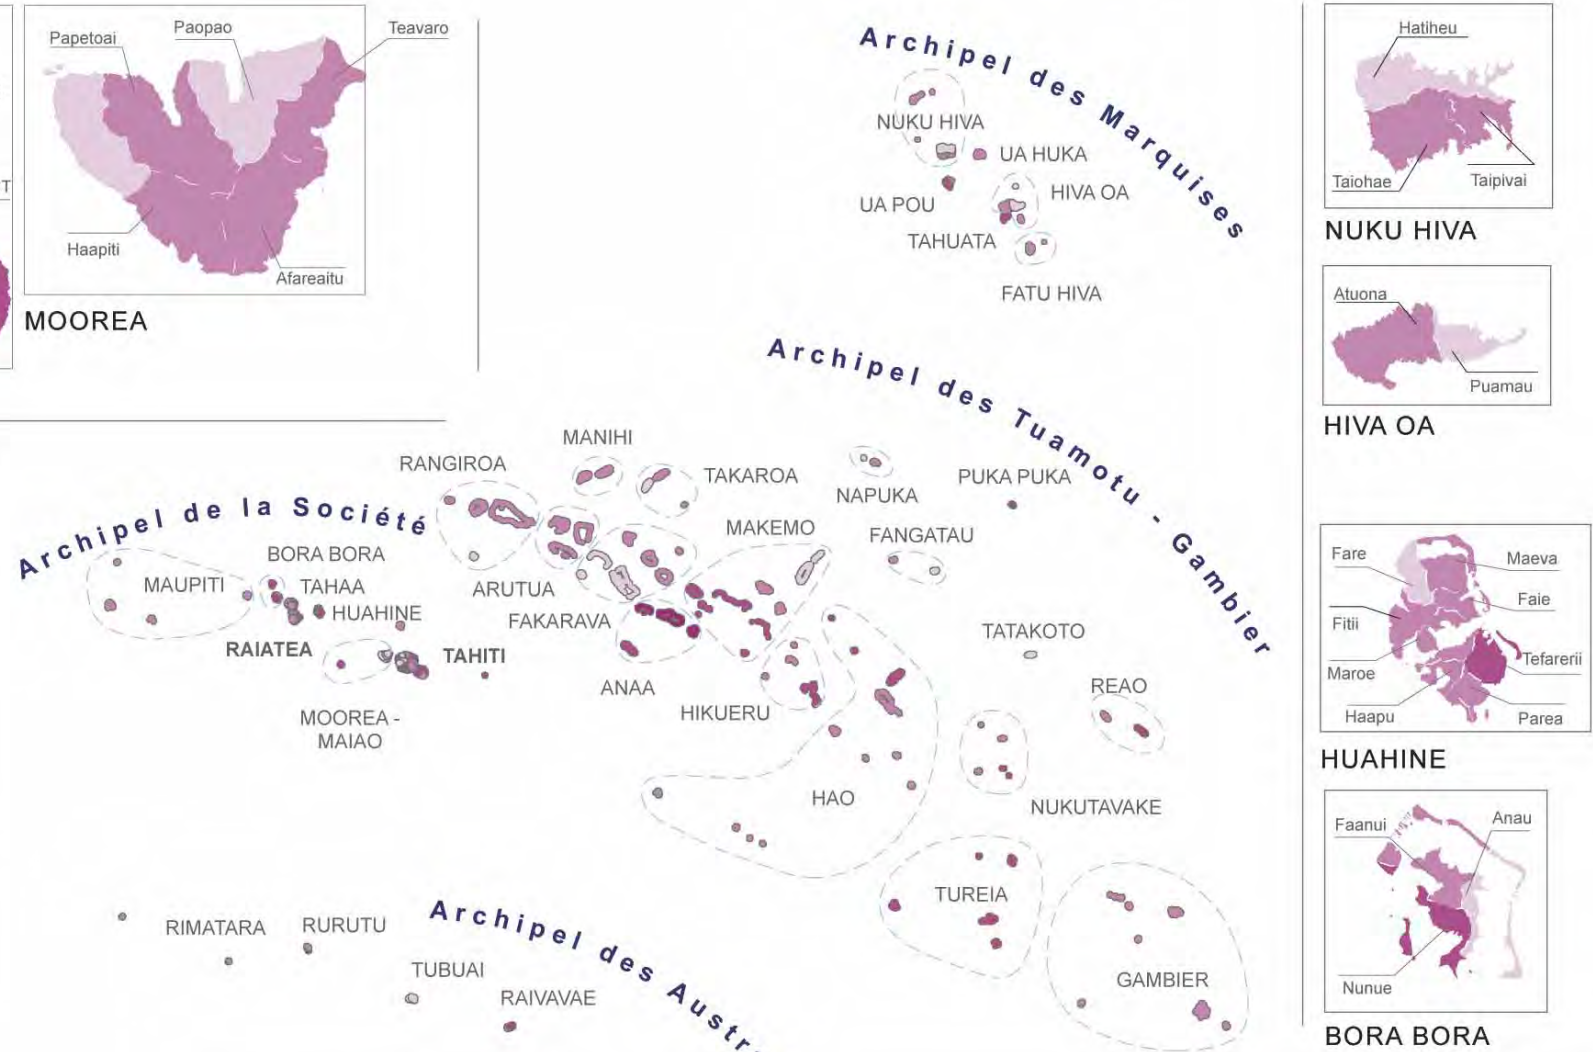 Papetoai
Paopao
Teavaro
T
Haapiti
Afareaitu
MOOREA
Archipel des Marquises
NUKU HIVA
UA HUKA
HIVA OA
UA POU
TAHUATA
FATU HIVA
Hatiheu
Taiohae
Taipivai
NUKU HIVA
Atuona
Puamau
HIVA OA
Archipel des Tuamotu - Gambier
MANIHI
RANGIROA
TAKAROA
NAPUKA
PUKA PUKA
MAKEMO
FANGATAU
Archipel de la Société
BORA BORA
MAUPITI
TAHAA
HUAHINE
ARUTUA
FAKARAVA
RAIATEA
TAHITI
TATAKOTO
ANAA
HIKUERU
REAO
MOOREA -
MAIAO
HAO
NUKUTAVAKE
TUREIA
GAMBIER
Fare
Maeva
Faie
Fitii
Tefarerii
Maroe
Haapu
Parea
HUAHINE
Faanui
Anau
Nunue
BORA BORA
RIMATARA
RURUTU
Archipel des Austr
TUBUAI
RAIVAVAE